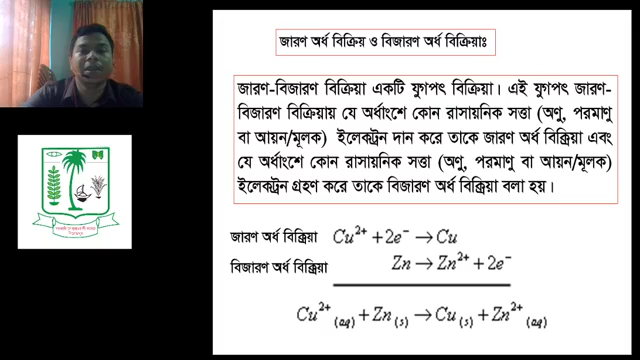 জারণ অর্ধ বিক্রিয় ও বিজারণ অর্ধ বিক্রিয়াঃ
জারণ-বিজারণ বিক্রিয়া একটি যুগপৎ বিক্রিয়া। এই যুগপৎ জারণ-
বিজারণ বিক্রিয়ায় যে অর্ধাংশে কোন রাসায়নিক সত্তা (অণু, পরমাণু
বা আয়ন/মূলক) ইলেকট্রন দান করে তাকে জারণ অর্ধ বিক্রিয়া এবং
যে অর্ধাংশে কোন রাসায়নিক সত্তা (অণু, পরমাণু বা আয়ন/মূলক)
ইলেকট্রন গ্রহণ করে তাকে বিজারণ অর্ধ বিক্রিয়া বলা হয়।
জারণ অর্ধ বিক্রিয়া Cu²⁺ + 2e⁻ → Cu
বিজারণ অর্ধ বিক্রিয়া Zn → Zn²⁺ + 2e⁻
Cu²⁺(aq) + Zn(s) → Cu(s) + Zn²⁺(aq)